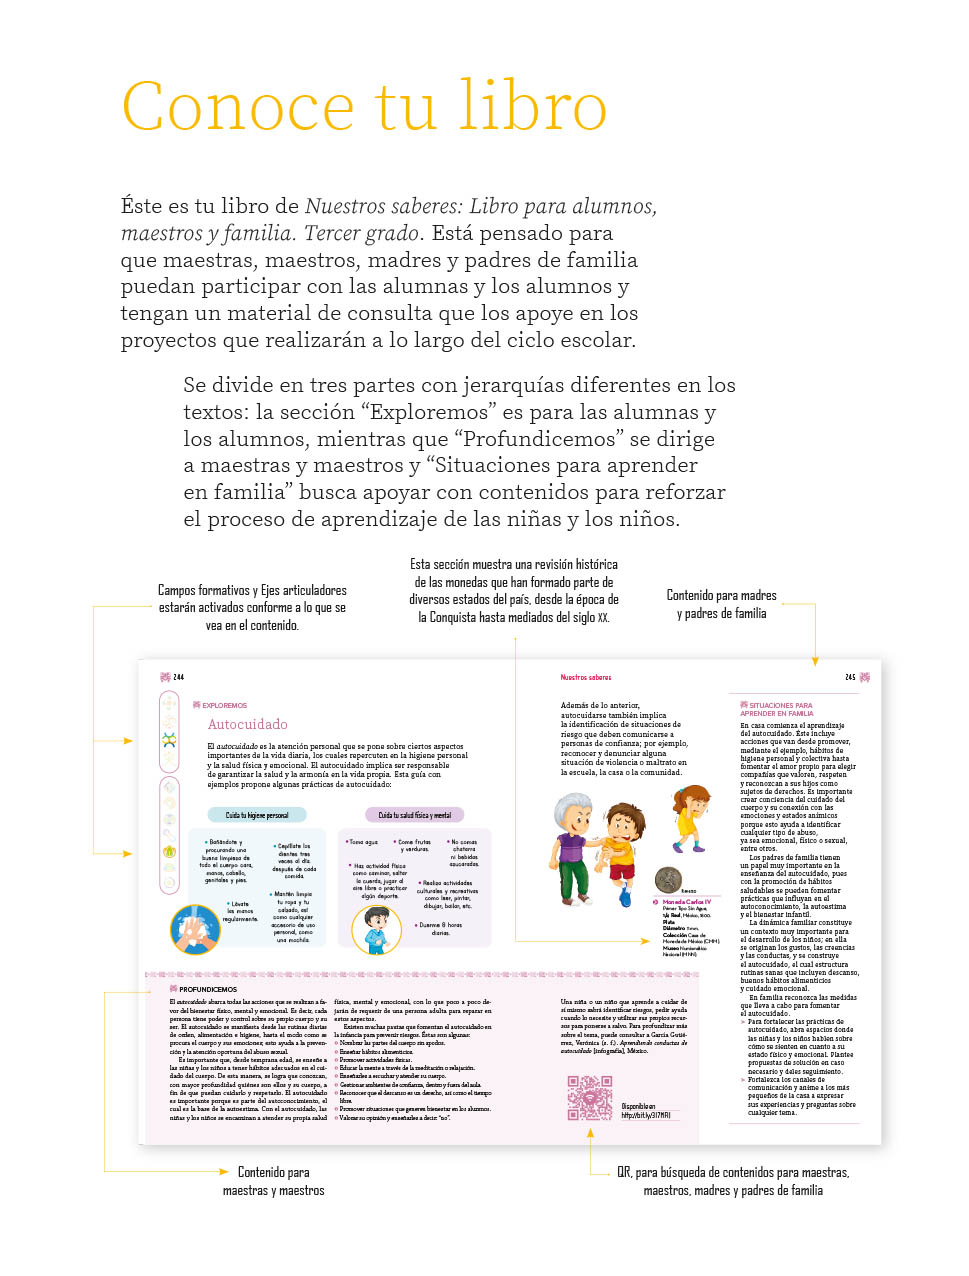 Conoce tu libro
Éste es tu libro de Nuestros saberes: Libro para alumnos,
maestros y familia. Tercer grado. Está pensado para
que maestras, maestros, madres y padres de familia
puedan participar con las alumnas y los alumnos y
tengan un material de consulta que los apoye en los
proyectos que realizarán a lo largo del ciclo escolar.
Se divide en tres partes con jerarquías diferentes en los
textos: la sección “Exploremos” es para las alumnas y
los alumnos, mientras que “Profundicemos” se dirige
a maestras y maestros y “Situaciones para aprender
en familia” busca apoyar con contenidos para reforzar
el proceso de aprendizaje de las niñas y los niños.
Campos formativos y Ejes articuladores
estarán activados conforme a lo que se
vea en el contenido.
Esta sección muestra una revisión histórica
de las monedas que han formado parte de
diversos estados del país, desde la época de
la Conquista hasta mediados del siglo XX.
Contenido para madres
y padres de familia
244
EXPLOREMOS
Autocuidado
El autocuidado es la atención personal que se pone sobre ciertos aspectos
importantes de la vida diaria, los cuales repercuten en la higiene personal
y la salud física y emocional. El autocuidado implica ser responsable
de garantizar la salud y la armonía en la vida propia. Esta guía con
ejemplos propone algunas prácticas de autocuidado:
Cuida tu higiene personal
• Bañándote y
procurando una
buena limpieza de
todo el cuerpo: cara,
manos, cabello,
genitales y pies.
• Lávate
las manos
regularmente.
• Cepíllate los
dientes tres
veces al día,
después de cada
comida.
• Mantén limpia
tu ropa y tu
calzado, así
como cualquier
accesorio de uso
personal, como
una mochila.
Cuida tu salud física y mental
• Toma agua.
• Haz actividad física
como caminar, saltar
la cuerda, jugar al
aire libre o practicar
algún deporte.
• Come frutas
y verduras.
• No comas
chatarra
ni bebidas
azucaradas.
• Realiza actividades
culturales y recreativas
como leer, pintar,
dibujar, bailar, etc.
• Duerme 8 horas
diarias.
Nuestros saberes
245
Además de lo anterior,
autocuidarse también implica
la identificación de situaciones de
riesgo que deben comunicarse a
personas de confianza; por ejemplo,
reconocer y denunciar alguna
situación de violencia o maltrato en
la escuela, la casa o la comunidad.
Reverso
Moneda Carlos IV
Primer Tipo. Sin Agua,
1/4 Real, México, 1800.
Plata
Diámetro 11 mm.
Colección Casa de
Moneda de México (CMM).
Museo Numismático
Nacional (MNN).
SITUACIONES PARA
APRENDER EN FAMILIA
En casa comienza el aprendizaje
del autocuidado. Éste incluye
acciones que van desde promover,
mediante el ejemplo, hábitos de
higiene personal y colectiva hasta
fomentar el amor propio para elegir
compañías que valoren, respeten
y reconozcan a sus hijos como
sujetos de derechos. Es importante
crear conciencia del cuidado del
cuerpo y su conexión con las
emociones y estados anímicos
porque esto ayuda a identificar
cualquier tipo de abuso,
ya sea emocional, físico o sexual,
entre otros.
Los padres de familia tienen
un papel muy importante en la
enseñanza del autocuidado, pues
con la promoción de hábitos
saludables se pueden fomentar
prácticas que influyan en el
autoconocimiento, la autoestima
y el bienestar infantil.
La dinámica familiar constituye
un contexto muy importante para
el desarrollo de los niños; en ella
se originan los gustos, las creencias
y las conductas, y se construye
el autocuidado, el cual estructura
rutinas sanas que incluyen descanso,
buenos hábitos alimenticios
y cuidado emocional.
En familia reconozca las medidas
que lleva a cabo para fomentar
el autocuidado.
> Para fortalecer las prácticas de
autocuidado, abra espacios donde
las niñas y los niños hablen sobre
cómo se sienten en cuanto a su
estado físico y emocional. Plantee
propuestas de solución en caso
necesario y deles seguimiento.
> Fortalezca los canales de
comunicación y anime a los más
pequeños de la casa a expresar
sus experiencias y preguntas sobre
cualquier tema.
PROFUNDICEMOS
El autocuidado abarca todas las acciones que se realizan a fa-
vor del bienestar físico, mental y emocional. Es decir, cada
persona tiene poder y control sobre su propio cuerpo y su
ser. El autocuidado se manifiesta desde las rutinas diarias
de orden, alimentación e higiene, hasta el modo como se
procura el cuerpo y sus emociones; esto ayuda a la preven-
ción y la atención oportuna del abuso sexual.
Es importante que, desde temprana edad, se enseñe a
las niñas y los niños a tener hábitos adecuados en el cui-
dado del cuerpo. De esta manera, se logra que conozcan,
con mayor profundidad quiénes son ellos y su cuerpo, a
fin de que puedan cuidarlo y respetarlo. El autocuidado
es importante porque es parte del autoconocimiento, el
cual es la base de la autoestima. Con el autocuidado, las
niñas y los niños se encaminan a atender su propia salud
física, mental y emocional, con lo que poco a poco de-
jarán de requerir de una persona adulta para reparar en
estos aspectos.
Existen muchas pautas que fomentan el autocuidado en
la infancia para prevenir riesgos. Éstas son algunas:
Nombrar las partes del cuerpo sin apodos.
Enseñar hábitos alimenticios.
Promover actividades físicas.
Educar la mente a través de la meditación o relajación.
Enseñarles a escuchar y atender su cuerpo.
Gestionar ambientes de confianza, dentro y fuera del aula.
Reconocer que el descanso es un derecho, así como el tiempo
libre.
Promover situaciones que generen bienestar en los alumnos.
Valorar su opinión y enseñarles a decir: “no”.
Una niña o un niño que aprende a cuidar de
sí mismo sabrá identificar riesgos, pedir ayuda
cuando lo necesite y utilizar sus propios recur-
sos para ponerse a salvo. Para profundizar más
sobre el tema, puede consultar a García Gutié-
rrez, Verónica (s. f.). Aprendiendo conductas de
autocuidado [infografía], México.
Disponible en
Contenido para
maestras y maestros
QR, para búsqueda de contenidos para maestras,
maestros, madres y padres de familia